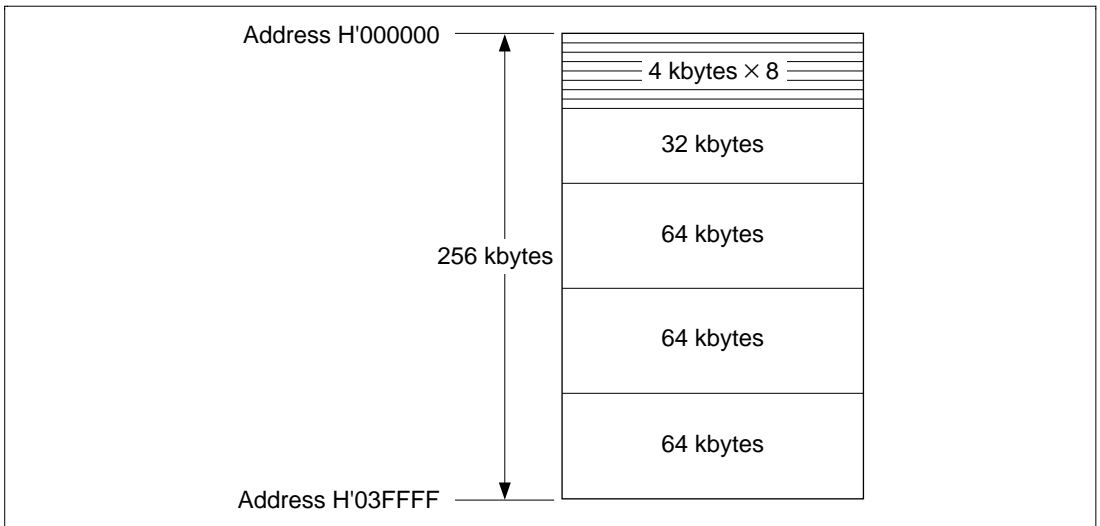 Address H'000000
4 kbytes × 8
32 kbytes
64 kbytes
256 kbytes
64 kbytes
64 kbytes
Address H'03FFFF